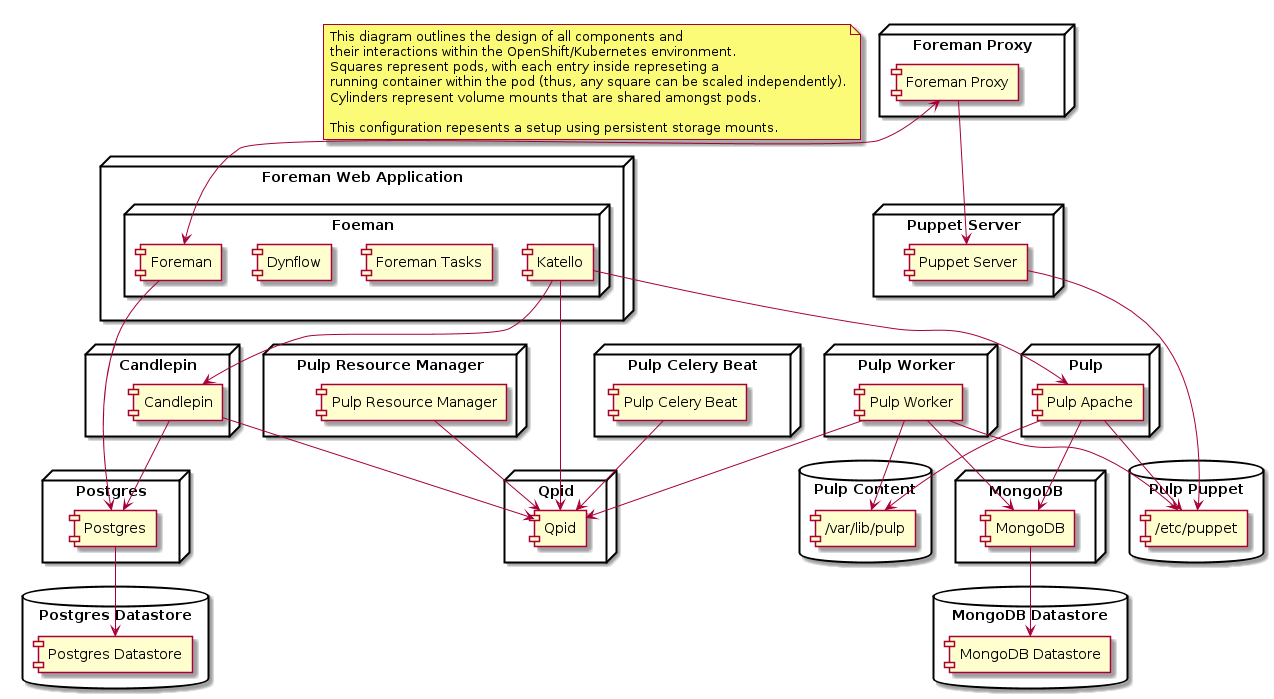 This diagram outlines the design of all components and
their interactions within the OpenShift/Kubernetes environment.
Squares represent pods, with each entry inside represeting a
running container within the pod (thus, any square can be scaled independently).
Cylinders represent volume mounts that are shared amongst pods.
This configuration repesents a setup using persistent storage mounts.
Foreman Proxy
Foreman Proxy
Foreman Web Application
Foeman
Foreman
Dynflow
Foreman Tasks
Katello
Puppet Server
Puppet Server
Candlepin
Candlepin
Pulp Resource Manager
Pulp Resource Manager
Pulp Celery Beat
Pulp Celery Beat
Pulp Worker
Pulp Worker
Pulp
Pulp Apache
Postgres
Postgres
Qpid
Qpid
Pulp Content
/var/lib/pulp
MongoDB
MongoDB
Pulp Puppet
/etc/puppet
Postgres Datastore
Postgres Datastore
MongoDB Datastore
MongoDB Datastore